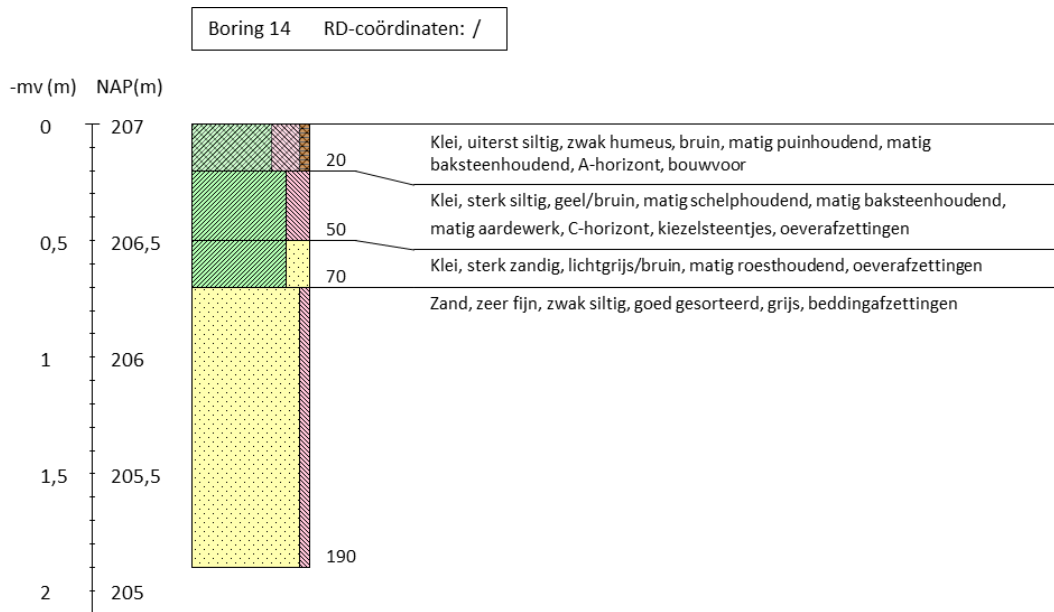 Boring 14 RD-coördinaten: /
-mv (m) NAP(m)
0 207
Klei, uiterst siltig, zwak humeus, bruin, matig puinhoudend, matig
baksteenhoudend, A-horizont, bouwvoor
20
Klei, sterk siltig, geel/bruin, matig schelphoudend, matig baksteenhoudend,
matig aardewerk, C-horizont, kiezelsteentjes, oeverafzettingen
50
0,5 206,5
Klei, sterk zandig, lichtgrijs/bruin, matig roesthoudend, oeverafzettingen
70
Zand, zeer fijn, zwak siltig, goed gesorteerd, grijs, beddingafzettingen
1 206
1,5 205,5
190
2 205